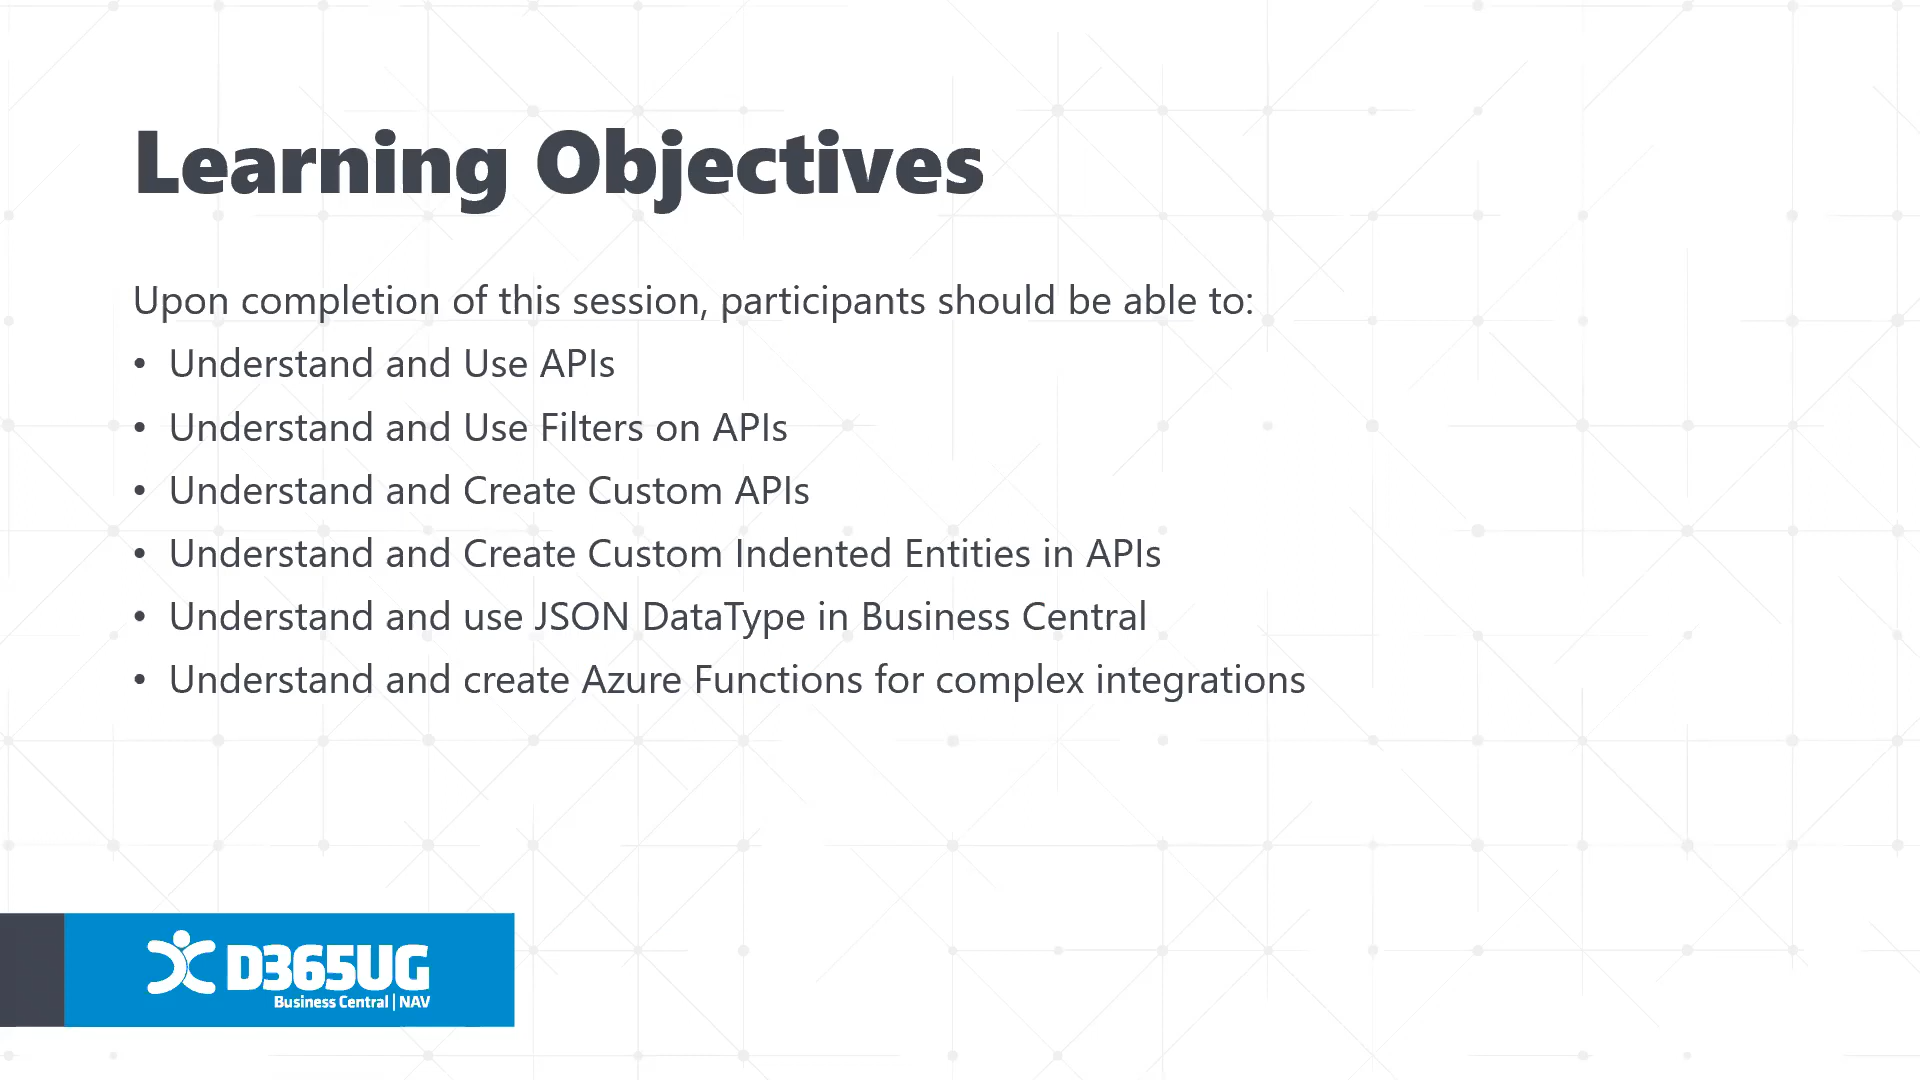 Learning Objectives
Upon completion of this session, participants should be able to:
• Understand and Use APIs
• Understand and Use Filters on APIs
• Understand and Create Custom APIs
• Understand and Create Custom Indented Entities in APIs
• Understand and use JSON DataType in Business Central
• Understand and create Azure Functions for complex integrations
D365UG
Business Central | NAV